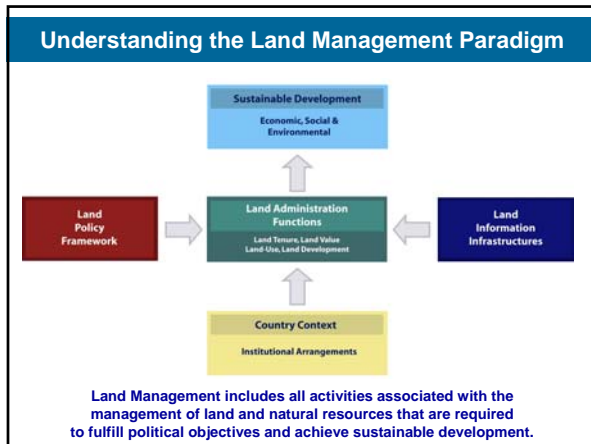 Understanding the Land Management Paradigm
Sustainable Development
Economic, Social &
Environmental
Land
Policy
Framework
Land Administration
Functions
Land Tenure, Land Value
Land-Use, Land Development
Land
Information
Infrastructures
Country Context
Institutional Arrangements
Land Management includes all activities associated with the
management of land and natural resources that are required
to fulfill political objectives and achieve sustainable development.